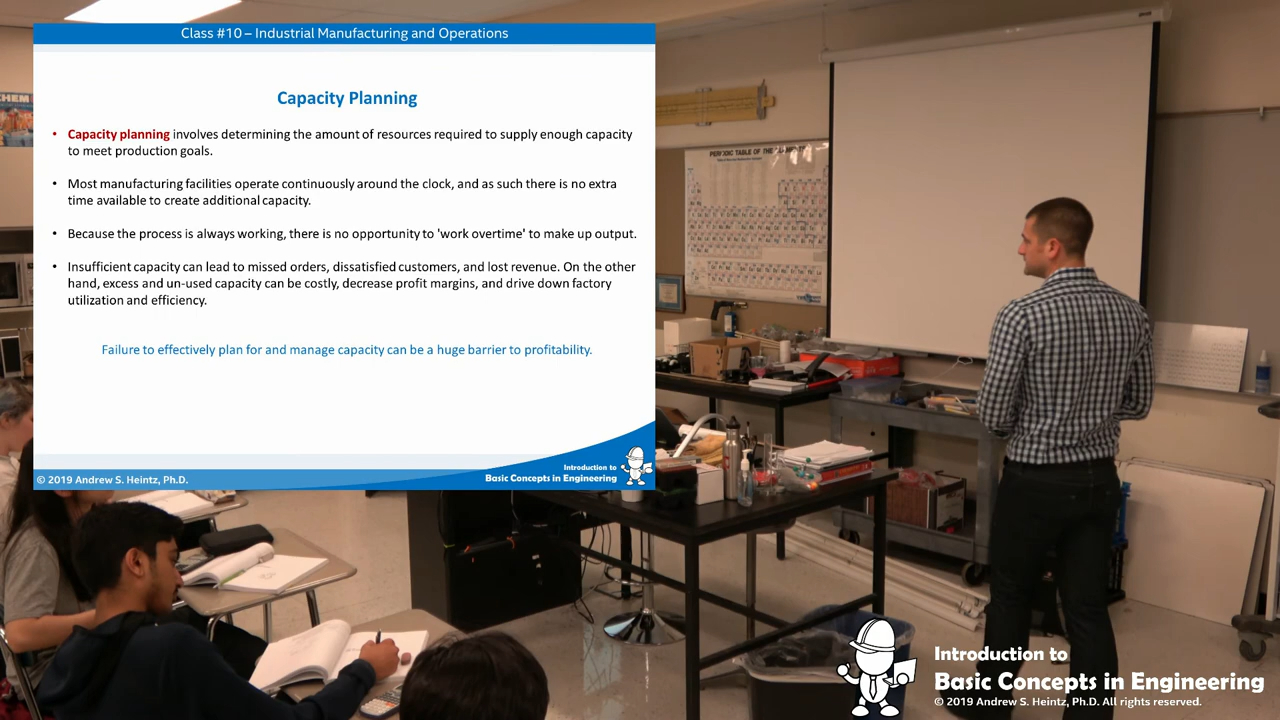 Class #10 – Industrial Manufacturing and Operations
Capacity Planning
• Capacity planning involves determining the amount of resources required to supply enough capacity
to meet production goals.
• Most manufacturing facilities operate continuously around the clock, and as such there is no extra
time available to create additional capacity.
• Because the process is always working, there is no opportunity to 'work overtime' to make up output.
• Insufficient capacity can lead to missed orders, dissatisfied customers, and lost revenue. On the other
hand, excess and un-used capacity can be costly, decrease profit margins, and drive down factory
utilization and efficiency.
Failure to effectively plan for and manage capacity can be a huge barrier to profitability.
© 2019 Andrew S. Heintz, Ph.D.
Introduction to
Basic Concepts in Engineering
CHEM
PERIODIC TABLE OF THE ELEMENTS
Introduction to
Basic Concepts in Engineering
© 2019 Andrew S. Heintz, Ph.D. All rights reserved.